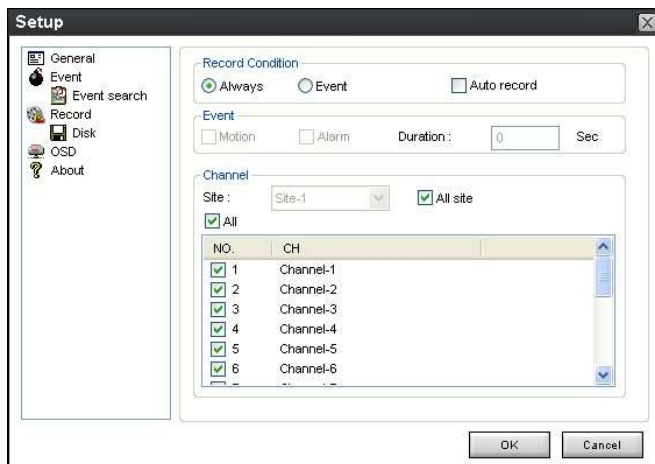 Setup
General
Event
Event search
Record
Disk
OSD
About
Record Condition
Always Event Auto record
Event
Motion Alarm Duration : 0 Sec
Channel
Site : Site-1 All site
All
NO. CH
1 Channel-1
2 Channel-2
3 Channel-3
4 Channel-4
5 Channel-5
6 Channel-6
OK Cancel